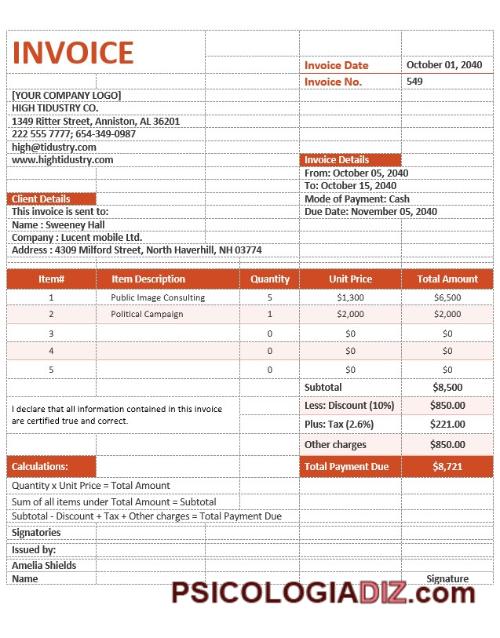 INVOICE
Invoice Date October 01, 2040
Invoice No. 549
[YOUR COMPANY LOGO]
HIGH TIDUSTRY CO.
1349 Ritter Street, Anniston, AL 36201
222 555 7777; 654-349-0987
high@tidustry.com
www.hightidustry.com
Invoice Details
From: October 05, 2040
To: October 15, 2040
Client Details Mode of Payment: Cash
This invoice is sent to: Due Date: November 05, 2040
Name : Sweeney Hall
Company : Lucent mobile Ltd.
Address : 4309 Milford Street, North Haverhill, NH 03774
Item# Item Description Quantity Unit Price Total Amount
1 Public Image Consulting 5 $1,300 $6,500
2 Political Campaign 1 $2,000 $2,000
3 0 $0 $0
4 0 $0 $0
5 0 $0 $0
Subtotal $8,500
I declare that all information contained in this invoice
are certified true and correct.
Less: Discount (10%) $850.00
Plus: Tax (2.6%) $221.00
Other charges $850.00
Calculations: Total Payment Due $8,721
Quantity x Unit Price = Total Amount
Sum of all items under Total Amount = Subtotal
Subtotal - Discount + Tax + Other charges = Total Payment Due
Signatories
Issued by:
Amelia Shields
Name Signature
PSICOLOGIADIZ.com